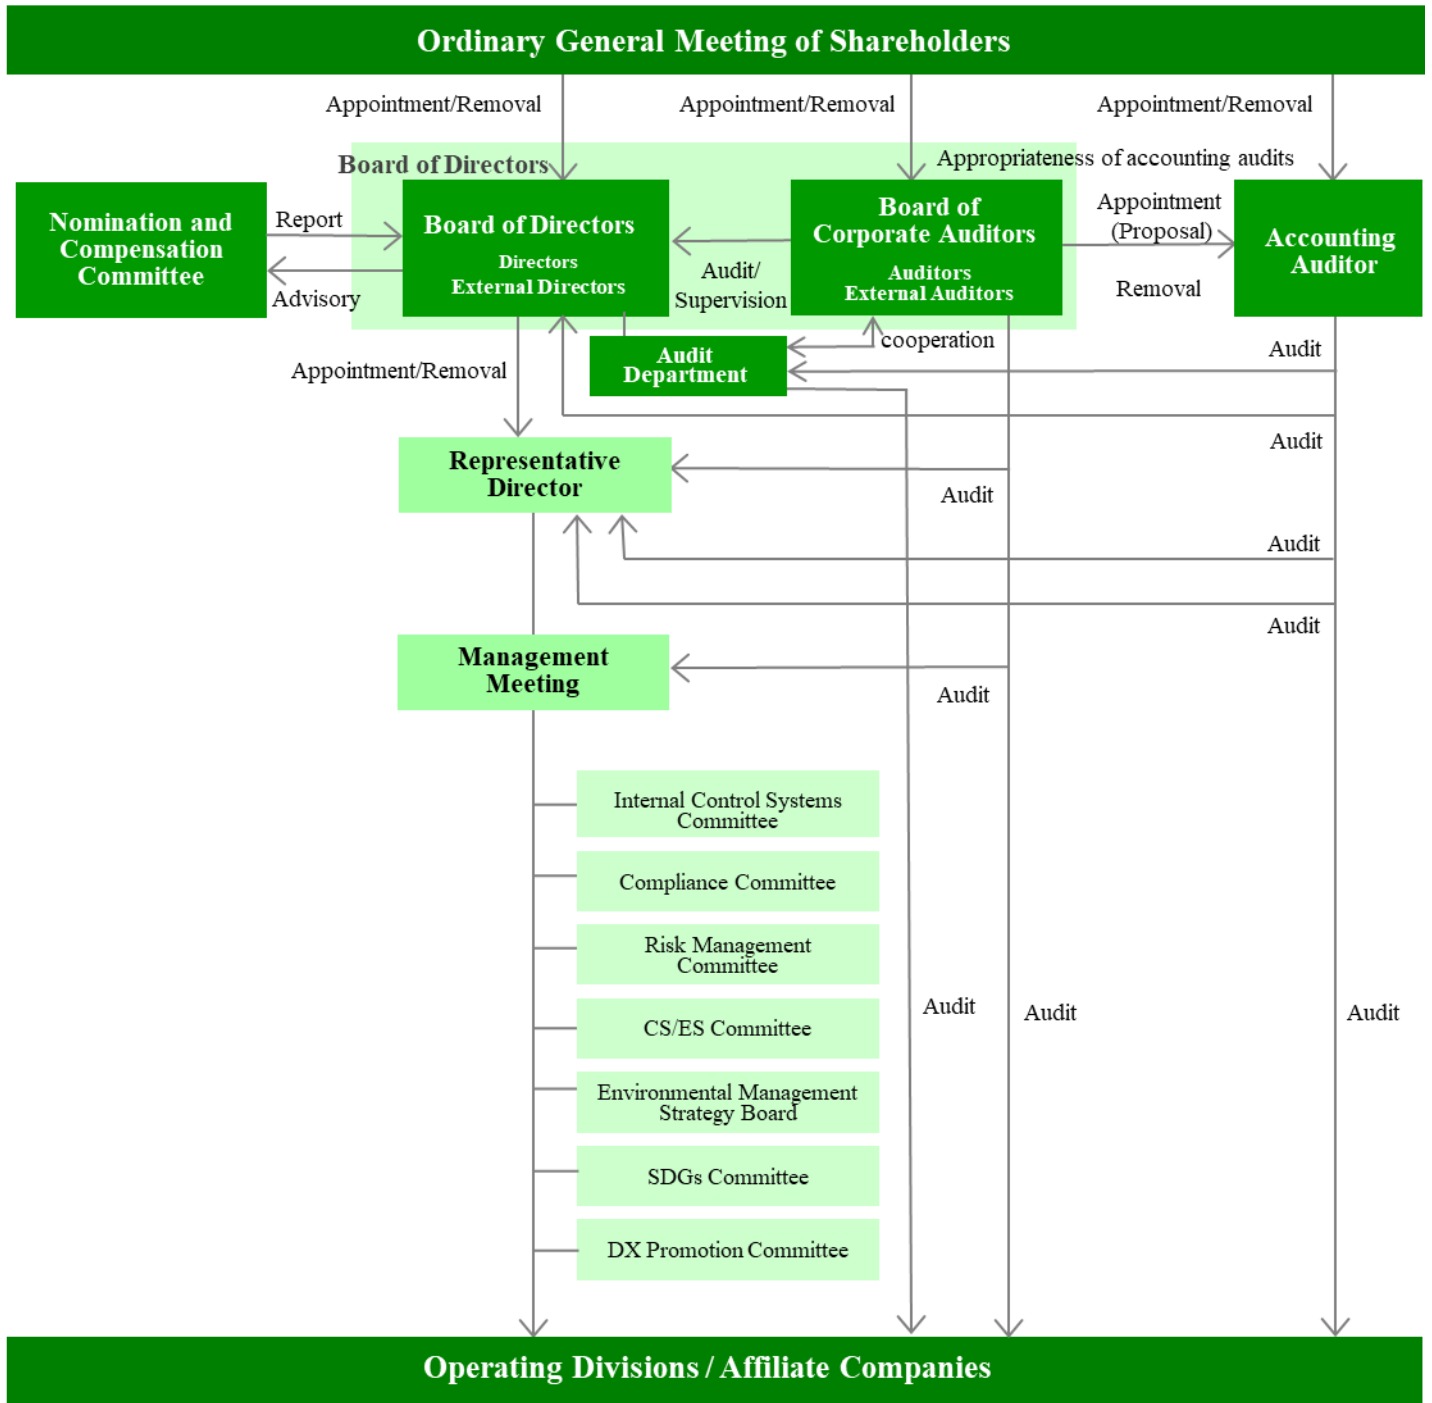 Ordinary General Meeting of Shareholders
Appointment/Removal
Appointment/Removal
Appointment/Removal
Board of Directors
Appropriateness of accounting audits
Nomination and
Compensation
Committee
Report
Advisory
Board of Directors
Directors
External Directors
Audit/
Supervision
Board of
Corporate Auditors
Auditors
External Auditors
Appointment
(Proposal)
Removal
Accounting
Auditor
cooperation
Audit
Department
Audit
Appointment/Removal
Audit
Representative
Director
Audit
Audit
Audit
Management
Meeting
Audit
Internal Control Systems
Committee
Compliance Committee
Risk Management
Committee
CS/ES Committee
Audit
Audit
Audit
Environmental Management
Strategy Board
SDGs Committee
DX Promotion Committee
Operating Divisions / Affiliate Companies